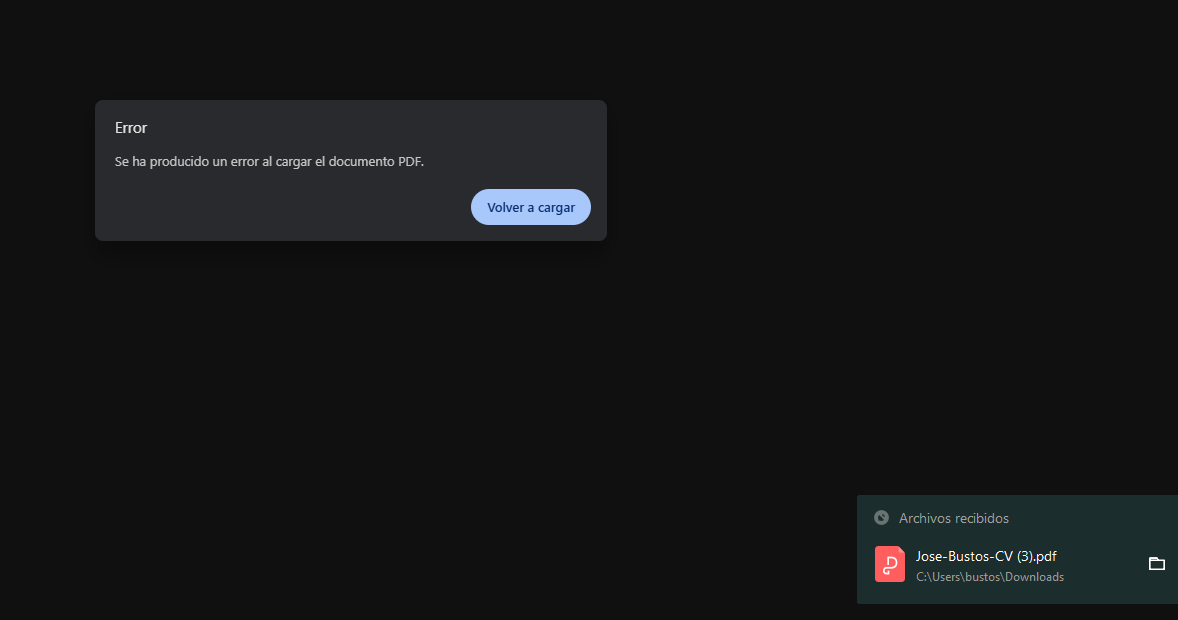 Error
Se ha producido un error al cargar el documento PDF.
Volver a cargar
Archivos recibidos
Jose-Bustos-CV (3).pdf
C:\Users\bustos\Downloads